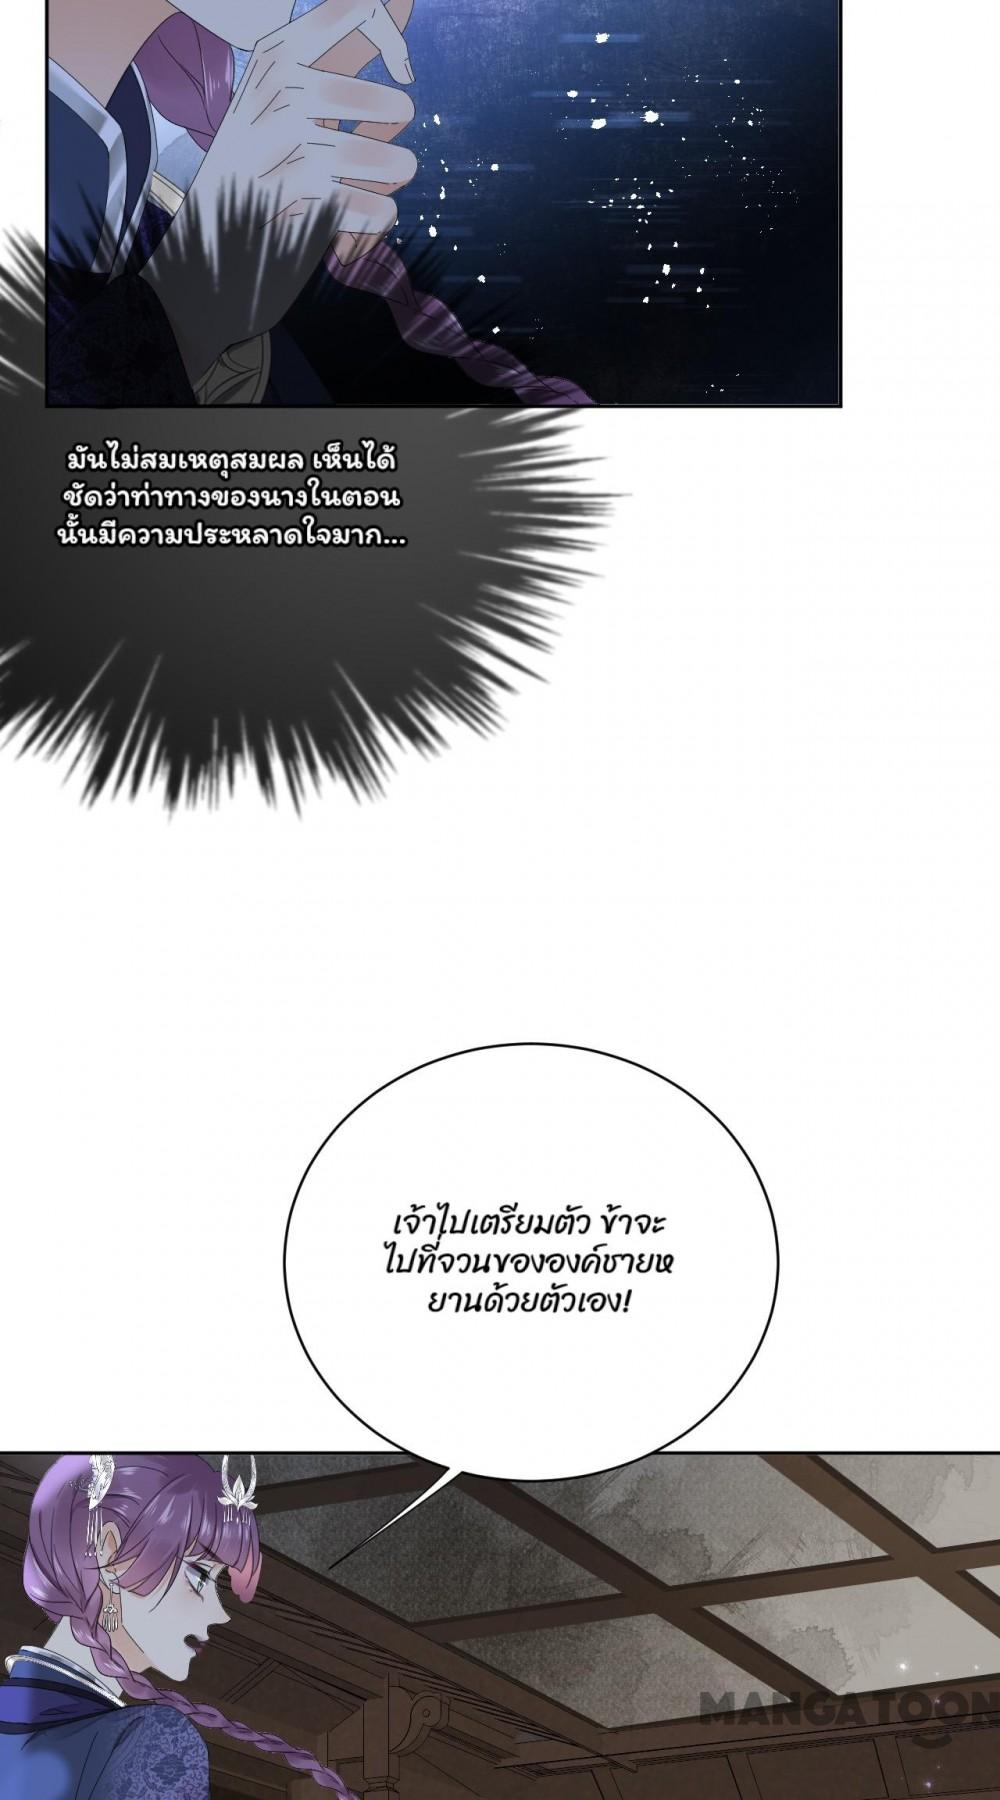 มันไม่สมเหตุสมผล เห็นได้
ชัดว่าท่าทางของนางในตอน
นั้นมีความประหลาดใจมาก...
เจ้าไปเตรียมตัว ข้าจะ
ไปที่จวนขององค์ชายห
ยานด้วยตัวเอง!
MANGATOON